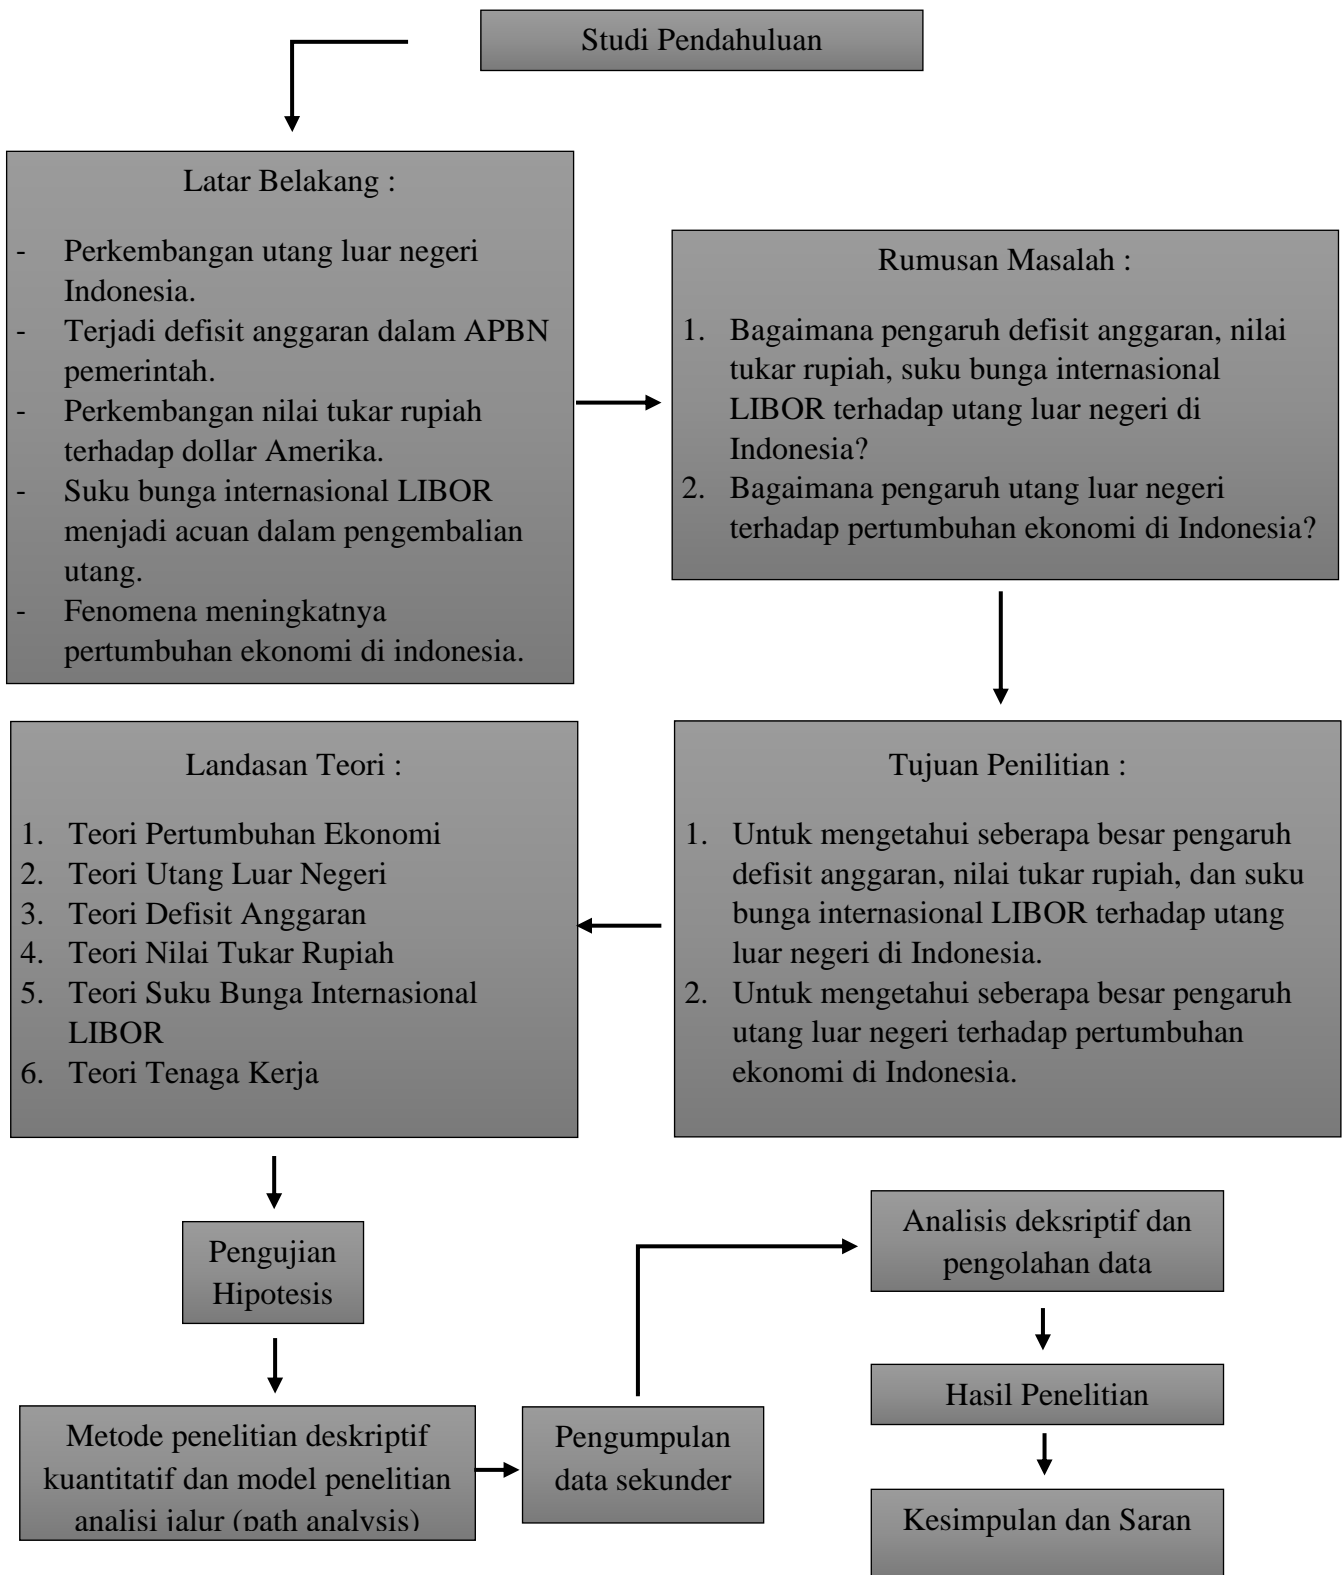 Studi Pendahuluan
Latar Belakang :
- Perkembangan utang luar negeri
Indonesia.
- Terjadi defisit anggaran dalam APBN
pemerintah.
- Perkembangan nilai tukar rupiah
terhadap dollar Amerika.
- Suku bunga internasional LIBOR
menjadi acuan dalam pengembalian
utang.
- Fenomena meningkatnya
pertumbuhan ekonomi di indonesia.
Rumusan Masalah :
1. Bagaimana pengaruh defisit anggaran, nilai
tukar rupiah, suku bunga internasional
LIBOR terhadap utang luar negeri di
Indonesia?
2. Bagaimana pengaruh utang luar negeri
terhadap pertumbuhan ekonomi di Indonesia?
Tujuan Penilitian :
1. Untuk mengetahui seberapa besar pengaruh
defisit anggaran, nilai tukar rupiah, dan suku
bunga internasional LIBOR terhadap utang
luar negeri di Indonesia.
2. Untuk mengetahui seberapa besar pengaruh
utang luar negeri terhadap pertumbuhan
ekonomi di Indonesia.
Landasan Teori :
1. Teori Pertumbuhan Ekonomi
2. Teori Utang Luar Negeri
3. Teori Defisit Anggaran
4. Teori Nilai Tukar Rupiah
5. Teori Suku Bunga Internasional
LIBOR
6. Teori Tenaga Kerja
Pengujian
Hipotesis
Metode penelitian deskriptif
kuantitatif dan model penelitian
analisi jalur (path analysis)
Pengumpulan
data sekunder
Analisis deksriptif dan
pengolahan data
Hasil Penelitian
Kesimpulan dan Saran